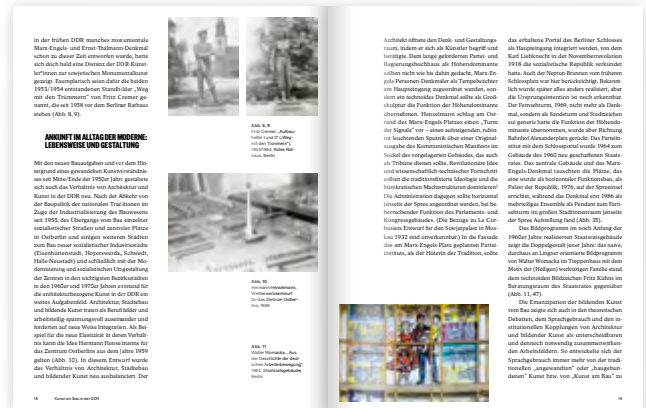 in der frühen DDR manches monumentale
Marx-Engels- und Ernst-Thälmann-Denkmal
schon zu dieser Zeit entworfen wurde, hatte
sich doch bald eine Distanz der DDR-Künst-
ler*innen zur sowjetischen Monumentalkunst
gezeigt. Exemplarisch seien dafür die beiden
1953/1954 entstandenen Standbilder „Weg
mit den Trümmern“ von Fritz Cremer ge-
nannt, die seit 1958 vor dem Berliner Rathaus
stehen (Abb. 8, 9).
ANKUNFT IM ALLTAG DER MODERNE:
LEBENSWEISE UND GESTALTUNG
Mit den neuen Bauaufgaben und vor dem Hin-
tergrund eines gewandelten Kunstverständnis-
ses seit Mitte/Ende der 1950er Jahre gestaltete
sich auch das Verhältnis von Architektur und
Kunst in der DDR neu. Nach der Abkehr von
der Baupolitik der nationalen Traditionen im
Zuge der Industrialisierung des Bauwesens
seit 1955, des Übergangs vom Bau einzelner
sozialistischer Straßen und zentraler Plätze
in Ostberlin und einigen weiteren Städten
zum Bau neuer sozialistischer Industriestädte
(Eisenhüttenstadt, Hoyerswerda, Schwedt,
Halle-Neustadt) und schließlich mit der Mo-
dernisierung und sozialistischen Umgestaltung
der Zentren in den wichtigsten Bezirksstädten
in den 1960er und 1970er Jahren entstand für
die architekturbezogene Kunst in der DDR ein
weites Aufgabenfeld. Architektur, Städtebau
und bildende Kunst traten als Berufsfelder und
arbeitsteilig spannungsvoll auseinander und
forderten auf neue Weise Integration. Als Bei-
spiel für die neue Elastizität in deren Verhält-
nis kann die Idee Hermann Henselmanns für
das Zentrum Ostberlins aus dem Jahre 1959
gelten (Abb. 10). In diesem Entwurf wurde
das Verhältnis von Architektur, Städtebau
und bildender Kunst neu ausbalanciert. Der
18 Kunst am Bau in der DDR
Abb. 8, 9
Fritz Cremer, „Aufbau-
helfer I und II“ („Weg
mit den Trümmern“),
1953/1954, Rotes Rat-
haus, Berlin
Abb. 10
Hermann Henselmann,
Wettbewerbsentwurf
für das Zentrum Ostber-
lins, 1959
Abb. 11
Walter Womacka, „Aus
der Geschichte der deut-
schen Arbeiterbewegung“,
1964, Staatsratsgebäude,
Berlin
Architekt öffnete den Denk- und Gestaltungs-
raum, indem er sich als Künstler begriff und
betätigte. Dem lange geforderten Partei- und
Regierungshochhaus als Höhendominante
sollten nicht wie bis dahin gedacht, Marx-En-
gels-Personen-Denkmäler als Tempelwächter
am Haupteingang zugeordnet werden, son-
dern ein technoides Denkmal sollte als Groß-
skulptur die Funktion der Höhendominante
übernehmen. Henselmann schlug am Ost-
rand des Marx-Engels-Platzes einen „Turm
der Signale“ vor – einen aufsteigenden, rubin-
rot leuchtenden Spustnik über einer Original-
ausgabe des Kommunistischen Manifests im
Sockel des vorgelagerten Gebäudes, das auch
als Tribüne dienen sollte. Revolutionäre Idee
und wissenschaftlich-technischer Fortschritt
sollten die traditionsfixierte Ideologie und die
bürokratischen Machtstrukturen dominieren!
Die Administration dagegen sollte horizontal
jenseits der Spree angeordnet werden, bei be-
herrschender Funktion des Parlaments- und
Kongressgebäudes. (Die Bezüge zu Le Cor-
busiers Entwurf für den Sowjetpalast in Mos-
kau 1932 sind unverkennbar.) In die Fassade
des am Marx-Engels-Platz geplanten Partei-
instituts, als der Hüterin der Tradition, sollte
das erhaltene Portal des Berliner Schlosses
als Haupteingang integriert werden, von dem
Karl Liebknecht in der Novemberrevolution
1918 die sozialistische Republik verkündet
hatte. Auch der Neptun-Brunnen vom früheren
Schlossplatz war hier berücksichtigt. Bekannt-
lich wurde später alles anders realisiert, aber
die Ursprungsintention ist noch erkennbar.
Der Fernsehturm, 1969, nicht mehr als Denk-
mal, sondern als Sendeturm und Stadtzeichen
sui generis hatte die Funktion der Höhendo-
minante übernommen, wurde aber Richtung
Bahnhof Alexanderplatz gerückt. Das Partein-
stitut mit dem Schlossportal wurde 1964 zum
Gebäude des 1960 neu geschaffenen Staats-
rates. Das zentrale Gebäude und das Marx-
Engels-Denkmal tauschten die Plätze, das
eine wurde als horizontaler Funktionsbau, als
Palast der Republik, 1976, auf der Spreeinsel
errichtet, während das Denkmal erst 1986 als
mehrteiliges Ensemble als Pendant zum Fern-
sehturm im großen Stadtinnenraum jenseits
der Spree Aufstellung fand (Abb. 35).
Das Bildprogramm im noch Anfang der
1960er Jahre realisierten Staatsratsgebäude
zeigt die Doppelgestalt jener Jahre: das naive,
durchaus an Lingner orientierte Bildprogramm
von Walter Womacka im Treppenhaus mit dem
Motiv der (Heiligen) werktätigen Familie stand
dem technoiden Bildzeichen Fritz Kühns im
Beratungsraum des Staatsrates gegenüber
(Abb. 11, 47).
Die Emanzipation der bildenden Kunst
vom Bau zeigte sich auch in den theoretischen
Debatten, dem Sprachgebrauch und den in-
stitutionellen Kopplungen von Architektur
und bildender Kunst als unterscheidbaren
und dennoch notwendig zusammenwirken-
den Arbeitsfeldern. So entwickelte sich der
Sprachgebrauch immer mehr von der tradi-
tionellen „angewandten“ oder „baugebun-
denen“ Kunst bzw. von „Kunst am Bau“ zu
19